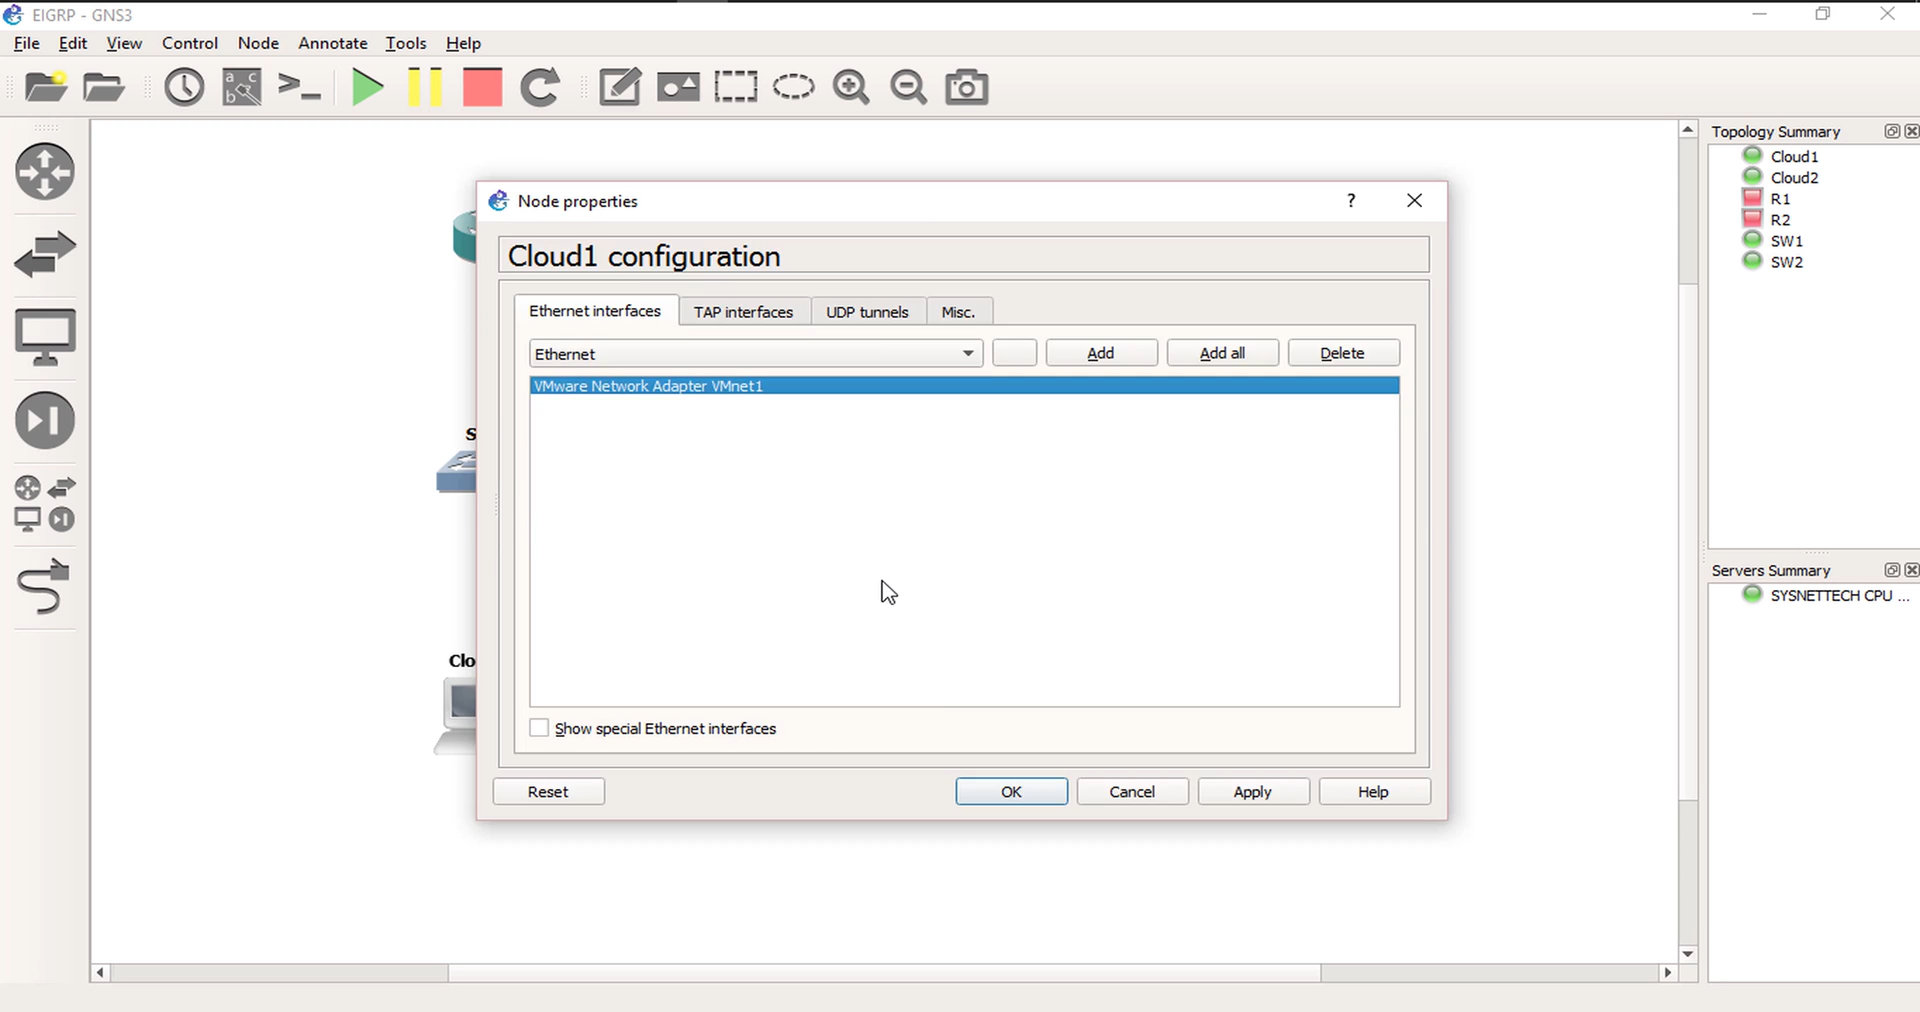 EIGRP - GNS3
File Edit View Control Node Annotate Tools Help
Topology Summary
Cloud1
Cloud2
R1
R2
SW1
SW2
Servers Summary
SYSNETTECH CPU ...
S
Clo
Node properties
?
Cloud1 configuration
Ethernet interfaces TAP interfaces UDP tunnels Misc.
Ethernet Add Add all Delete
VMware Network Adapter VMnet1
Show special Ethernet interfaces
Reset OK Cancel Apply Help